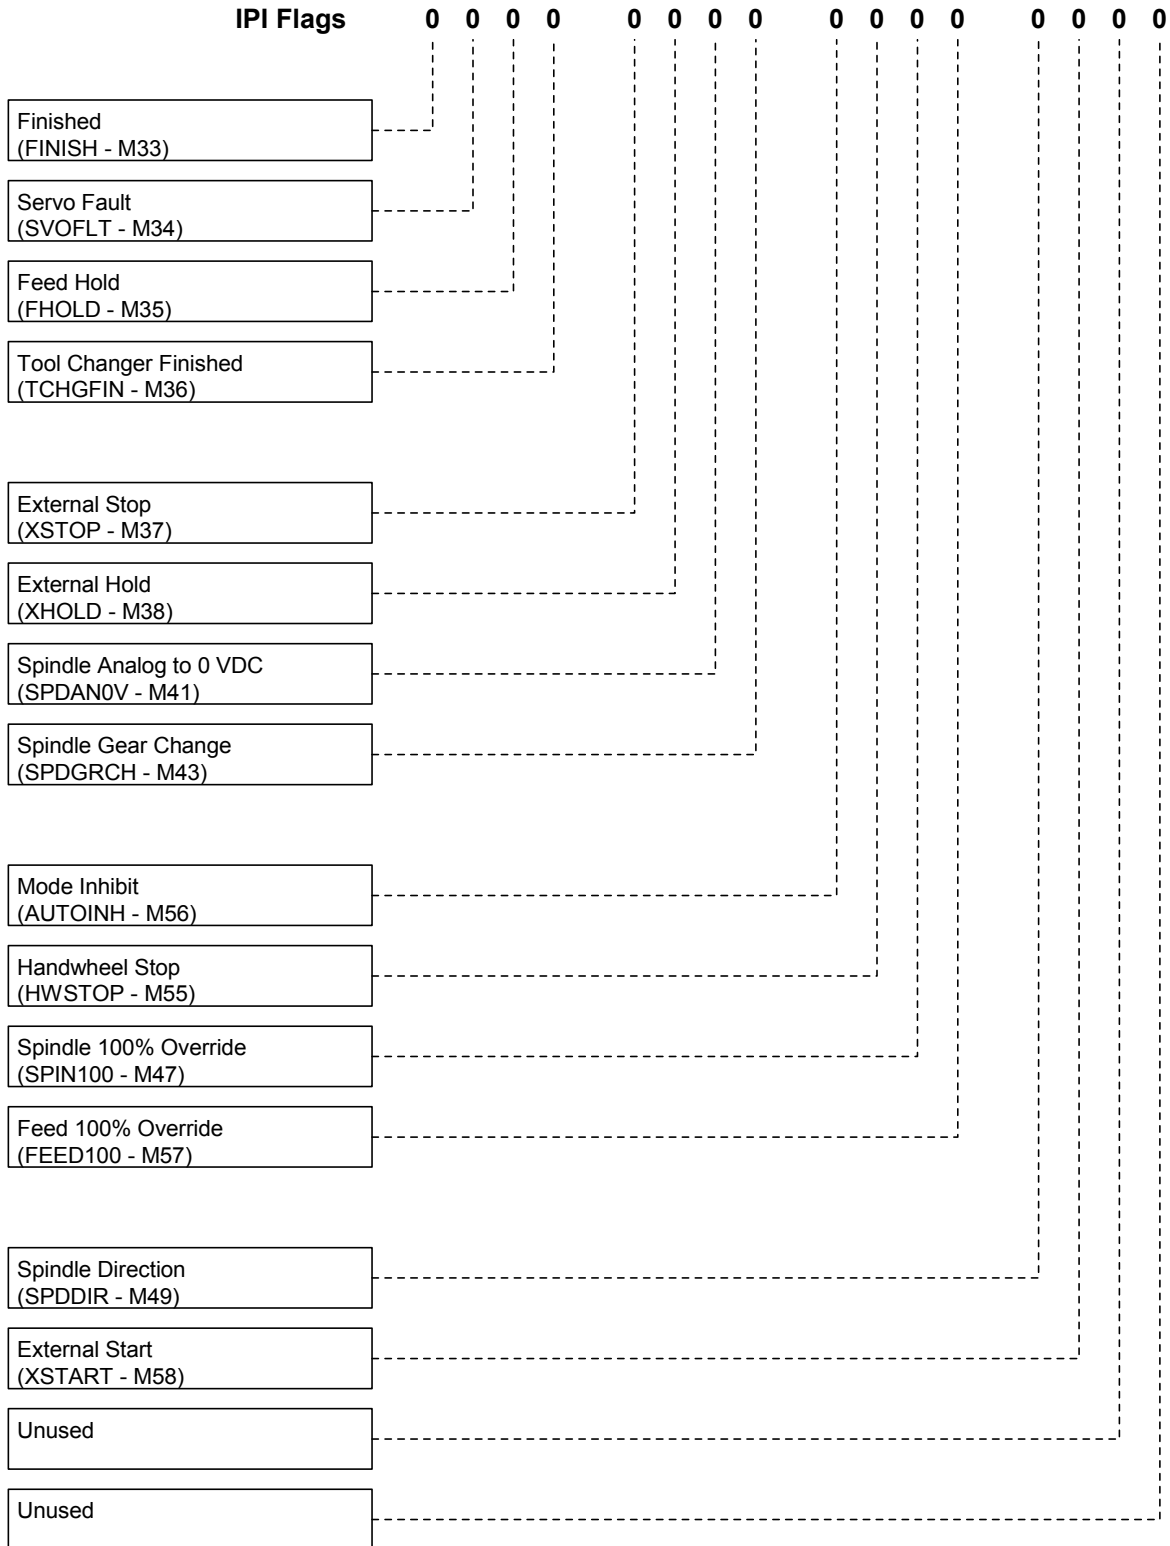 IPI Flags 0 0 0 0 0 0 0 0 0 0 0 0 0 0 0 0
Finished
(FINISH - M33)
Servo Fault
(SVOFLT - M34)
Feed Hold
(FHOLD - M35)
Tool Changer Finished
(TCHGFIN - M36)
External Stop
(XSTOP - M37)
External Hold
(XHOLD - M38)
Spindle Analog to 0 VDC
(SPDAN0V - M41)
Spindle Gear Change
(SPDGRCH - M43)
Mode Inhibit
(AUTOINH - M56)
Handwheel Stop
(HWSTOP - M55)
Spindle 100% Override
(SPIN100 - M47)
Feed 100% Override
(FEED100 - M57)
Spindle Direction
(SPDDIR - M49)
External Start
(XSTART - M58)
Unused
Unused